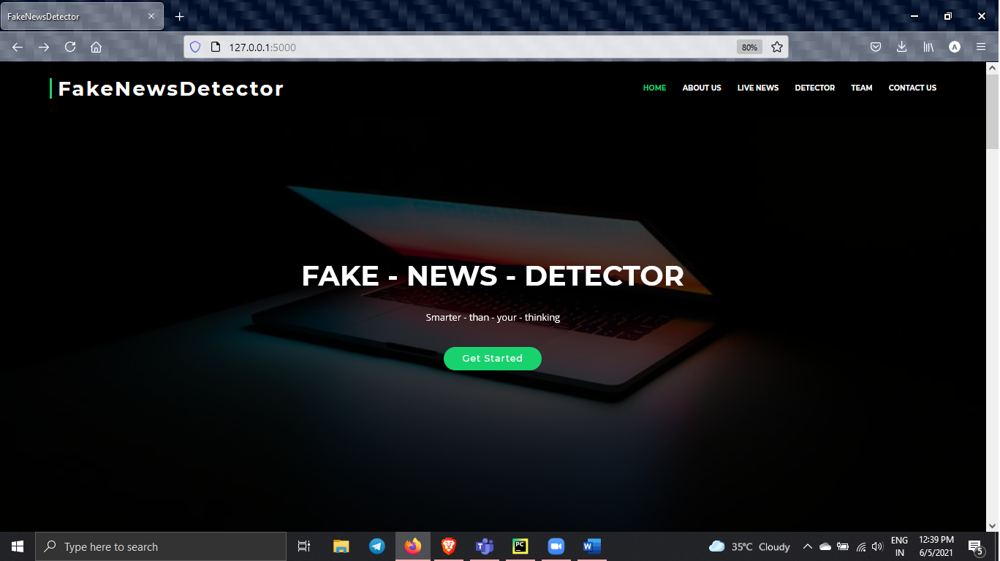 FakeNewsDetector
127.0.0.1:5000
80%
A
FakeNewsDetector
HOME ABOUT US LIVE NEWS DETECTOR TEAM CONTACT US
FAKE - NEWS - DETECTOR
Smarter - than - your - thinking
Get Started
Type here to search
PC
W
35°C Cloudy
ENG
IN
12:39 PM
6/5/2021
5